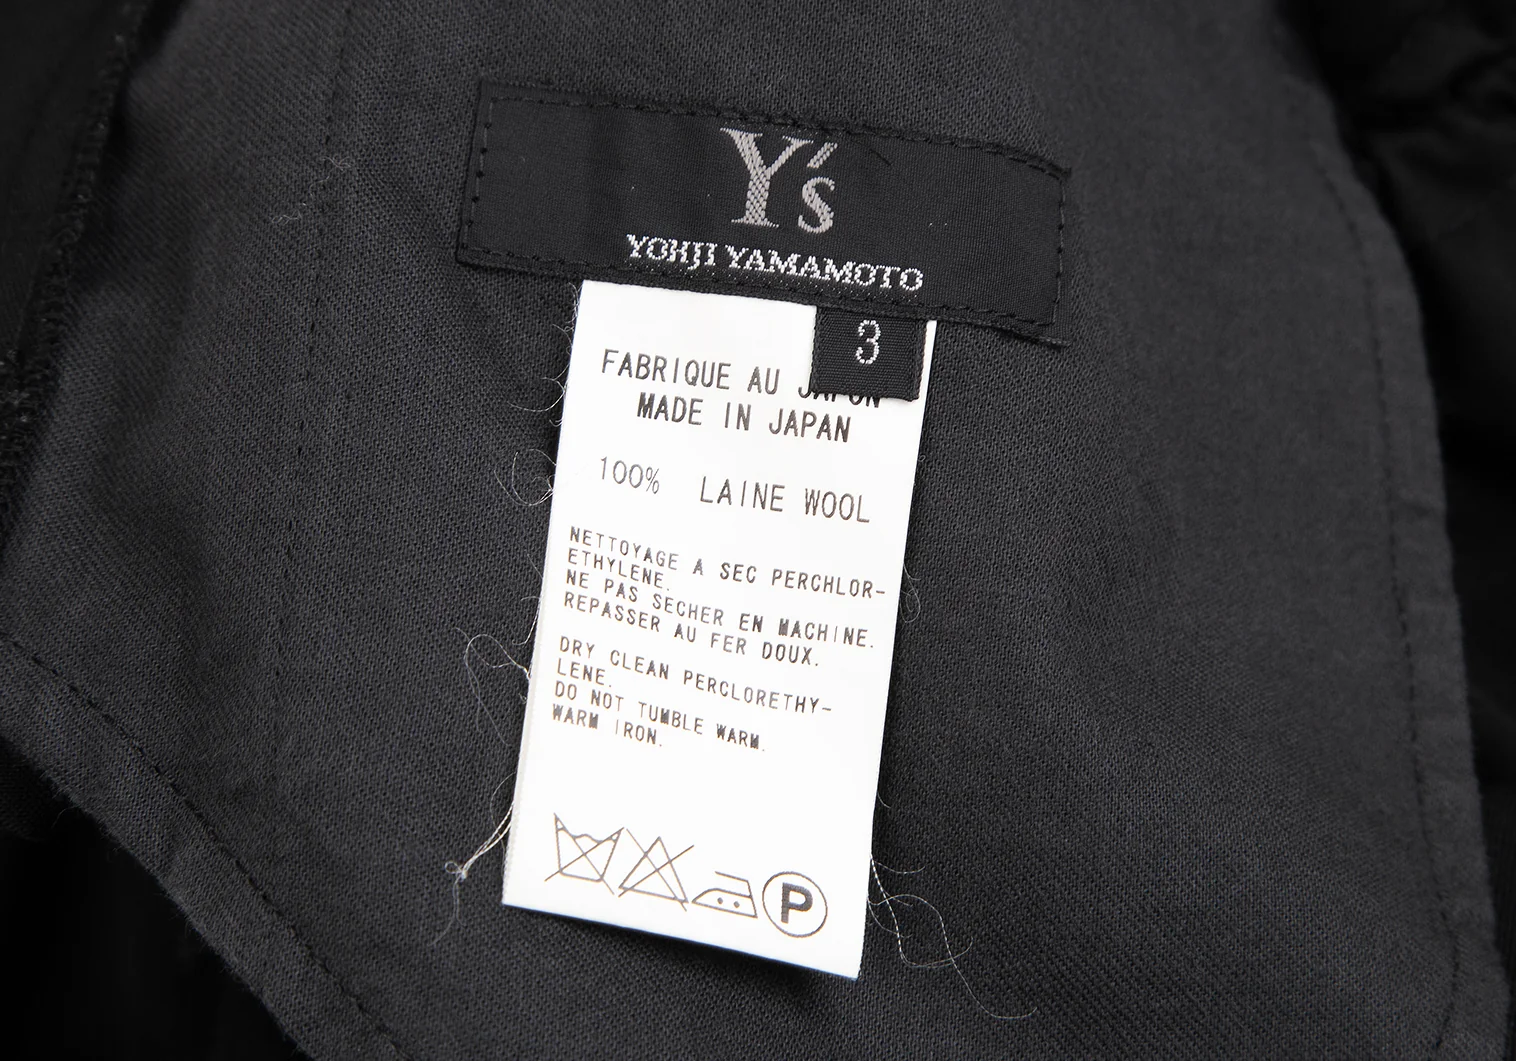 Y's
YOHJI YAMAMOTO
3
FABRIQUE AU JAPON
MADE IN JAPAN
100% LAINE WOOL
NETTOYAGE A SEC PERCHLOR-
ETHYLENE.
NE PAS SECHER EN MACHINE.
REPASSER AU FER DOUX.
DRY CLEAN PERCLORETHY-
LENE.
DO NOT TUMBLE WARM.
WARM IRON.
P